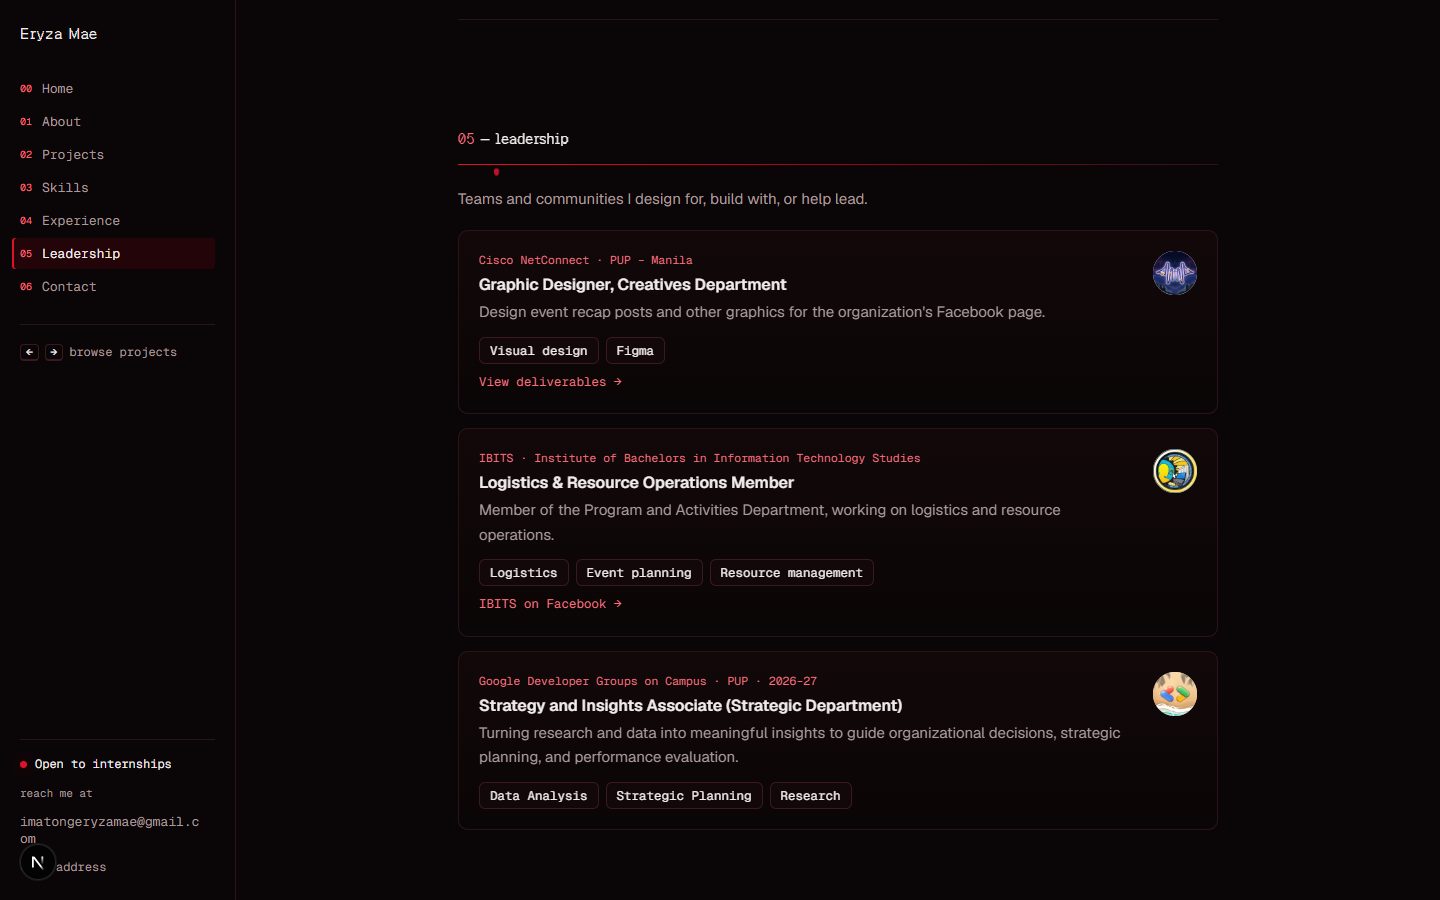 Eryza Mae
00 Home
01 About
02 Projects
03 Skills
04 Experience
05 Leadership
06 Contact
← → browse projects
Open to internships
reach me at
imatongeryzamae@gmail.c
om
N address
05 — leadership
Teams and communities I design for, build with, or help lead.
Cisco NetConnect · PUP – Manila
Graphic Designer, Creatives Department
Design event recap posts and other graphics for the organization's Facebook page.
Visual design Figma
View deliverables →
IBITS · Institute of Bachelors in Information Technology Studies
Logistics & Resource Operations Member
Member of the Program and Activities Department, working on logistics and resource
operations.
Logistics Event planning Resource management
IBITS on Facebook →
Google Developer Groups on Campus · PUP · 2026–27
Strategy and Insights Associate (Strategic Department)
Turning research and data into meaningful insights to guide organizational decisions, strategic
planning, and performance evaluation.
Data Analysis Strategic Planning Research